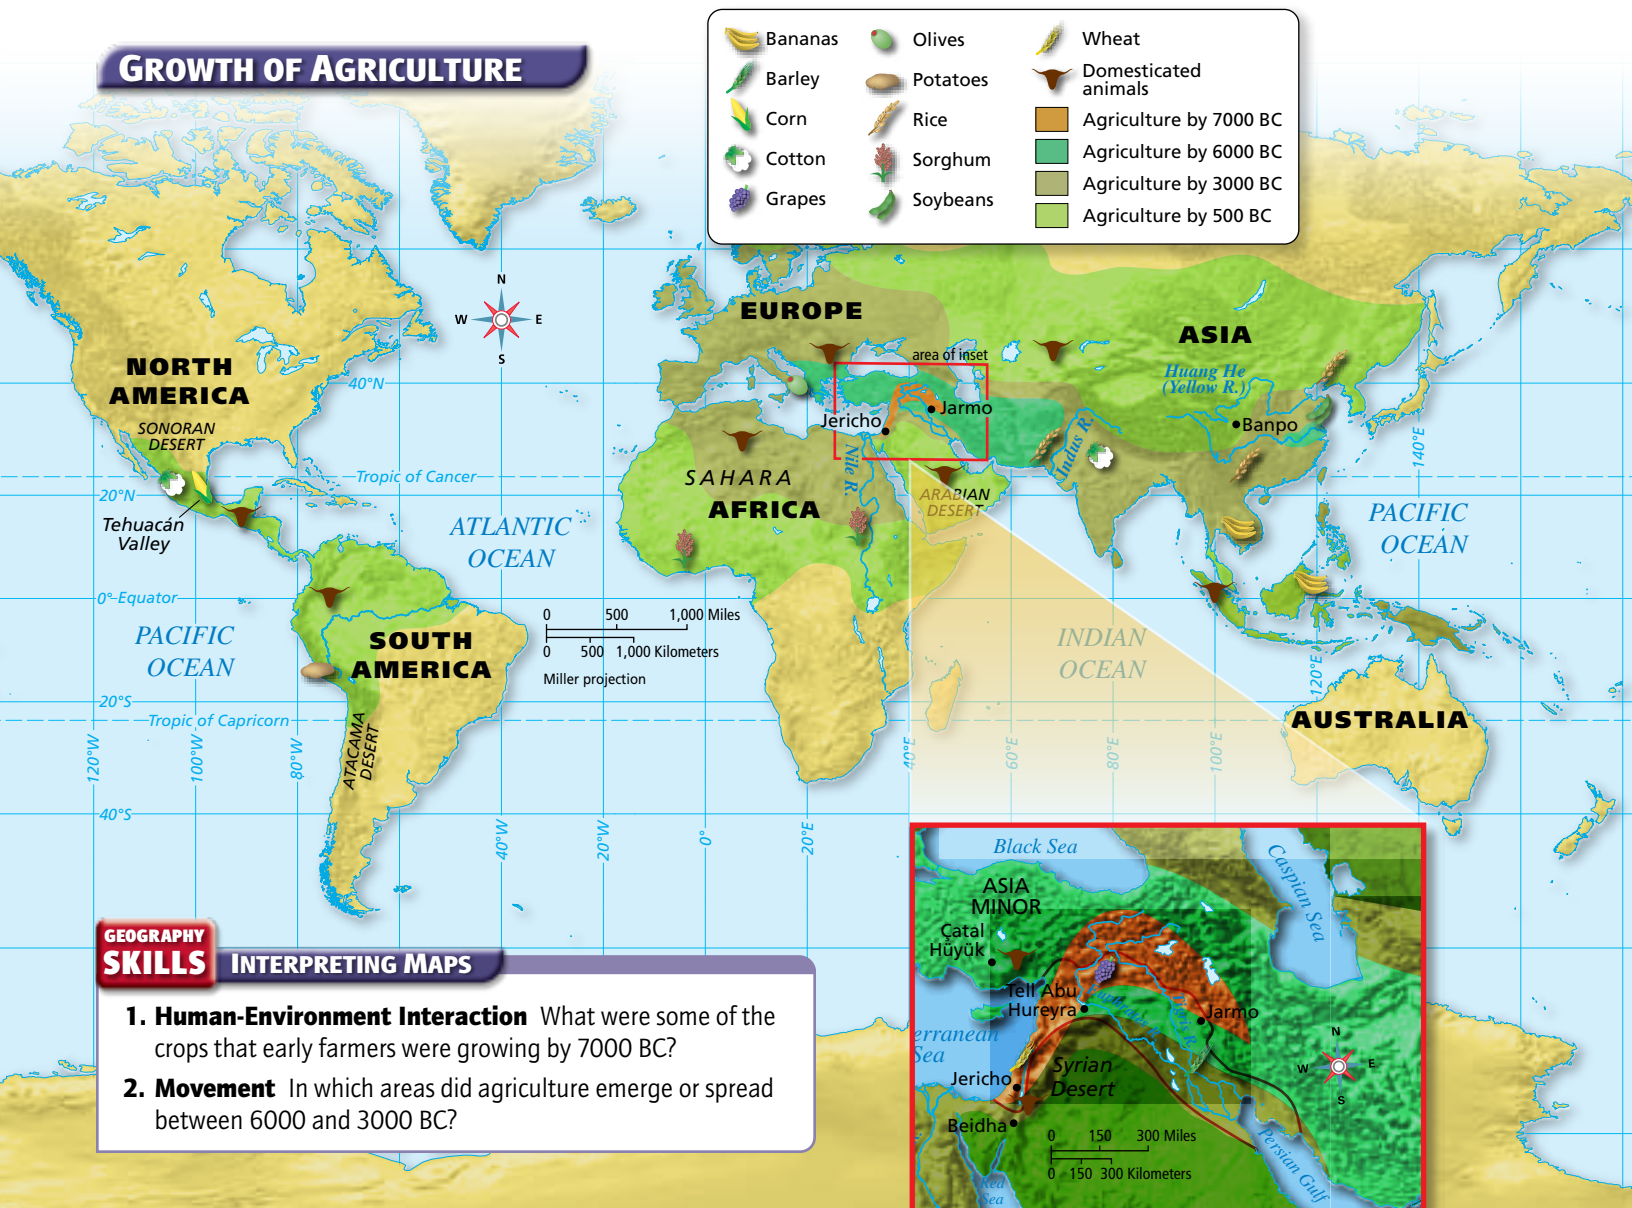 GROWTH OF AGRICULTURE
Bananas
Barley
Corn
Cotton
Grapes
Olives
Potatoes
Rice
Sorghum
Soybeans
Wheat
Domesticated
animals
Agriculture by 7000 BC
Agriculture by 6000 BC
Agriculture by 3000 BC
Agriculture by 500 BC
N
W
E
S
NORTH
AMERICA
SONORAN
DESERT
40°N
Tropic of Cancer
20°N
Tehuacán
Valley
ATLANTIC
OCEAN
0° Equator
PACIFIC
OCEAN
SOUTH
AMERICA
20°S
Tropic of Capricorn
ATACAMA
DESERT
40°S
120°W
100°W
80°W
40°W
20°W
0°
20°E
40°E
60°E
80°E
100°E
120°E
140°E
0 500 1,000 Miles
0 500 1,000 Kilometers
Miller projection
EUROPE
ASIA
area of inset
Huang He
(Yellow R.)
Jarmo
Jericho
Banpo
Indus R.
Nile R.
SAHARA
AFRICA
ARABIAN
DESERT
PACIFIC
OCEAN
INDIAN
OCEAN
AUSTRALIA
Black Sea
Caspian Sea
ASIA
MINOR
Çatal
Hüyük
Tell Abu
Hureyra
Euphrates R.
Tigris R.
Jarmo
erranean
Sea
Syrian
Desert
Jericho
Beidha
N
W
E
S
0 150 300 Miles
0 150 300 Kilometers
Persian Gulf
Red
Sea
GEOGRAPHY
SKILLS
INTERPRETING MAPS
1. Human-Environment Interaction What were some of the
crops that early farmers were growing by 7000 BC?
2. Movement In which areas did agriculture emerge or spread
between 6000 and 3000 BC?